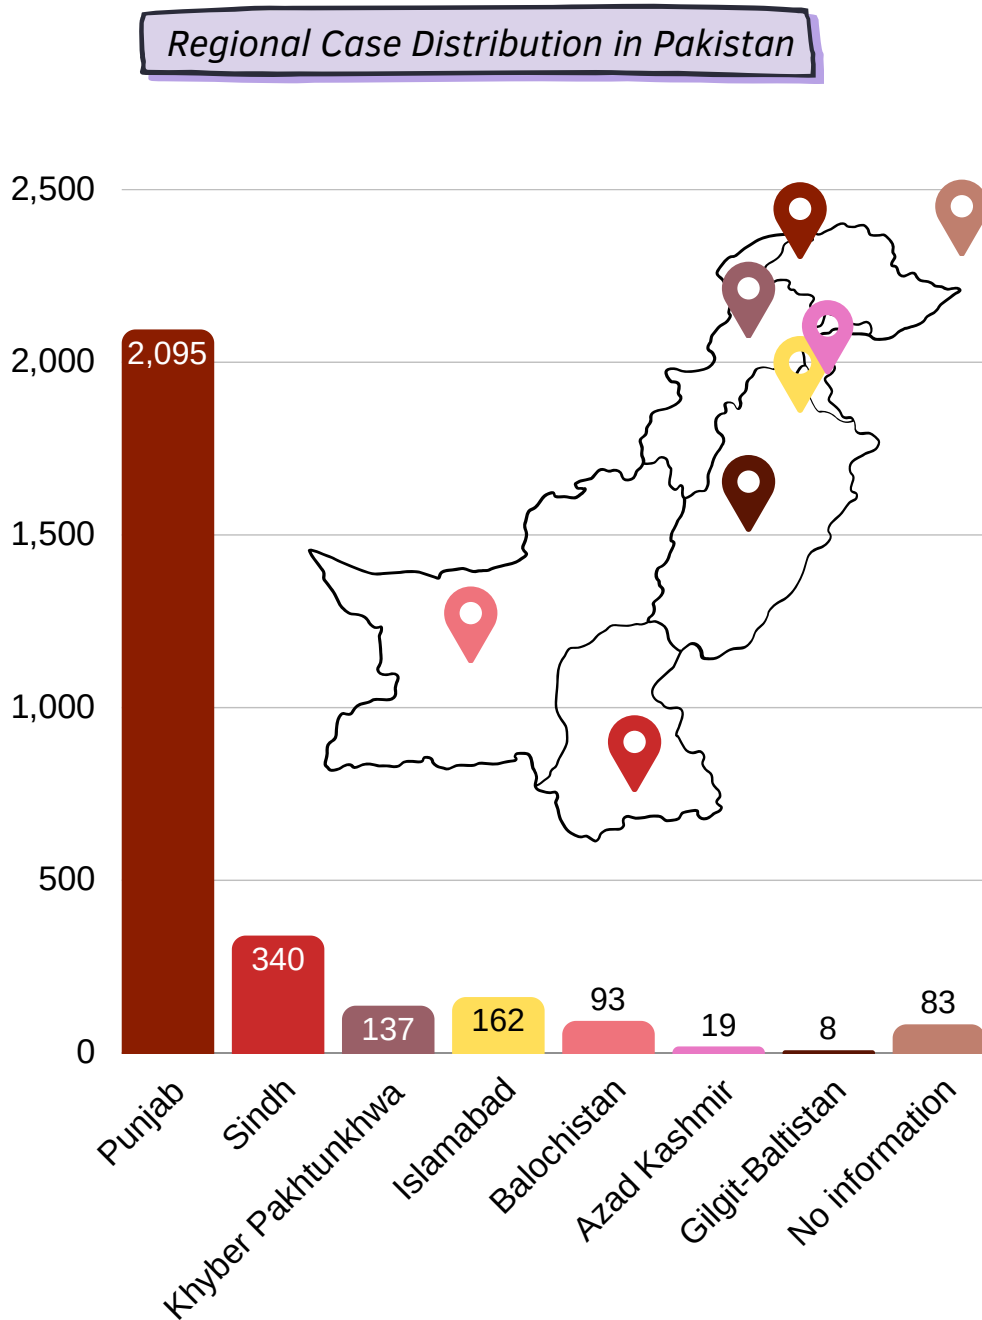 Regional Case Distribution in Pakistan
2,500
2,000
1,500
1,000
500
0
2,095
340
137
162
93
19
8
83
Punjab
Sindh
Khyber Pakhtunkhwa
Islamabad
Balochistan
Azad Kashmir
Gilgit-Baltistan
No information